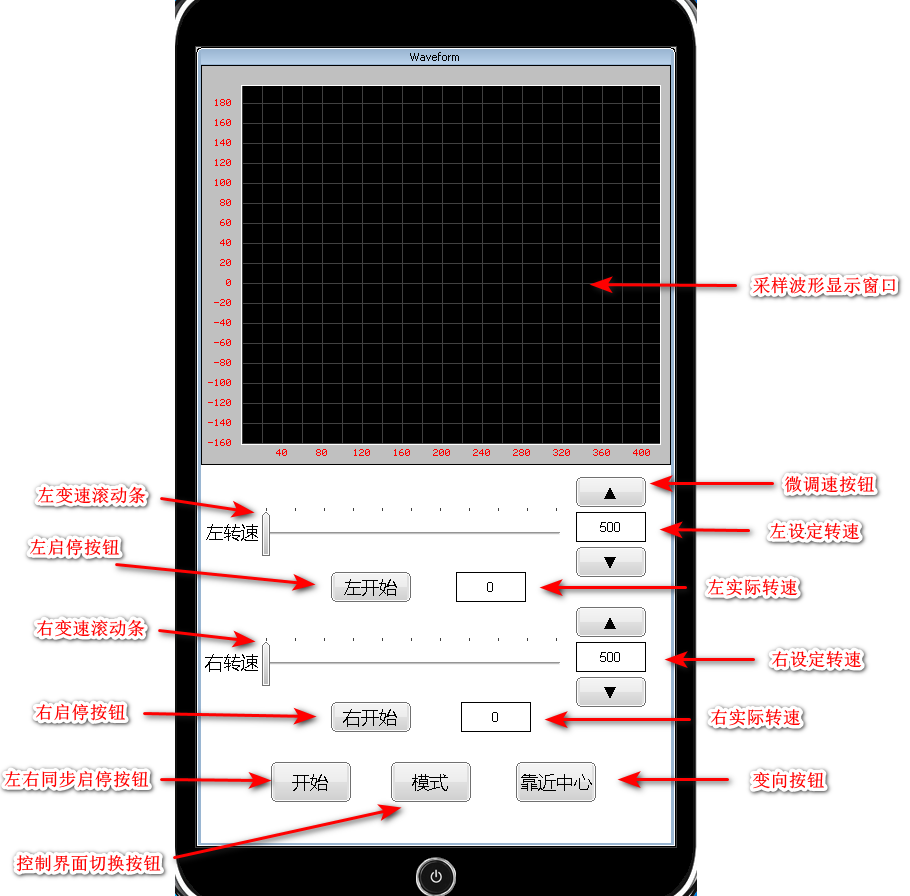 Waveform
180
160
140
120
100
80
60
40
20
0
-20
-40
-60
-80
-100
-120
-140
-160
40 80 120 160 200 240 280 320 360 400
采样波形显示窗口
左变速滚动条
▲
微调速按钮
左转速
500
左设定转速
▼
左启停按钮
左开始
0
左实际转速
▲
右变速滚动条
右转速
500
右设定转速
▼
右启停按钮
右开始
0
右实际转速
左右同步启停按钮
开始
模式
靠近中心
变向按钮
控制界面切换按钮